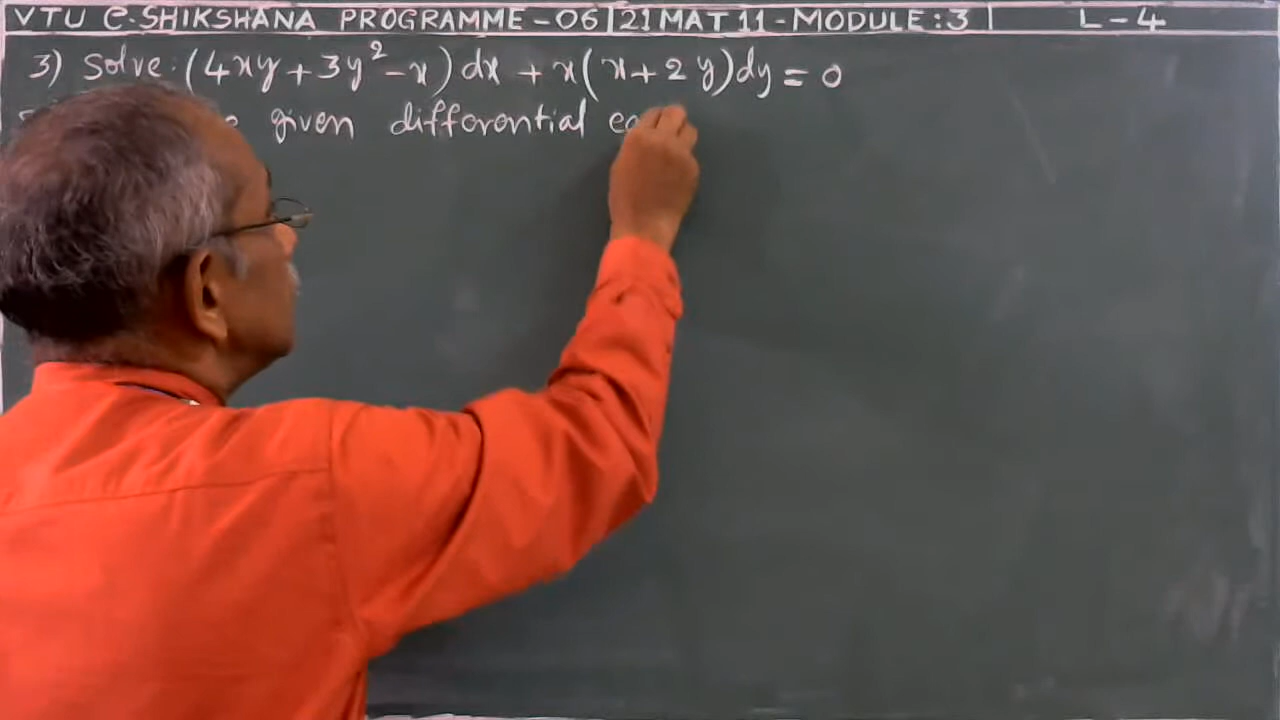 VTU e-SHIKSHANA PROGRAMME - 06 | 21MAT 11 - MODULE : 3 | L - 4
3) Solve: (4xy + 3y² - x) dx + x(x + 2y)dy = 0
given differential